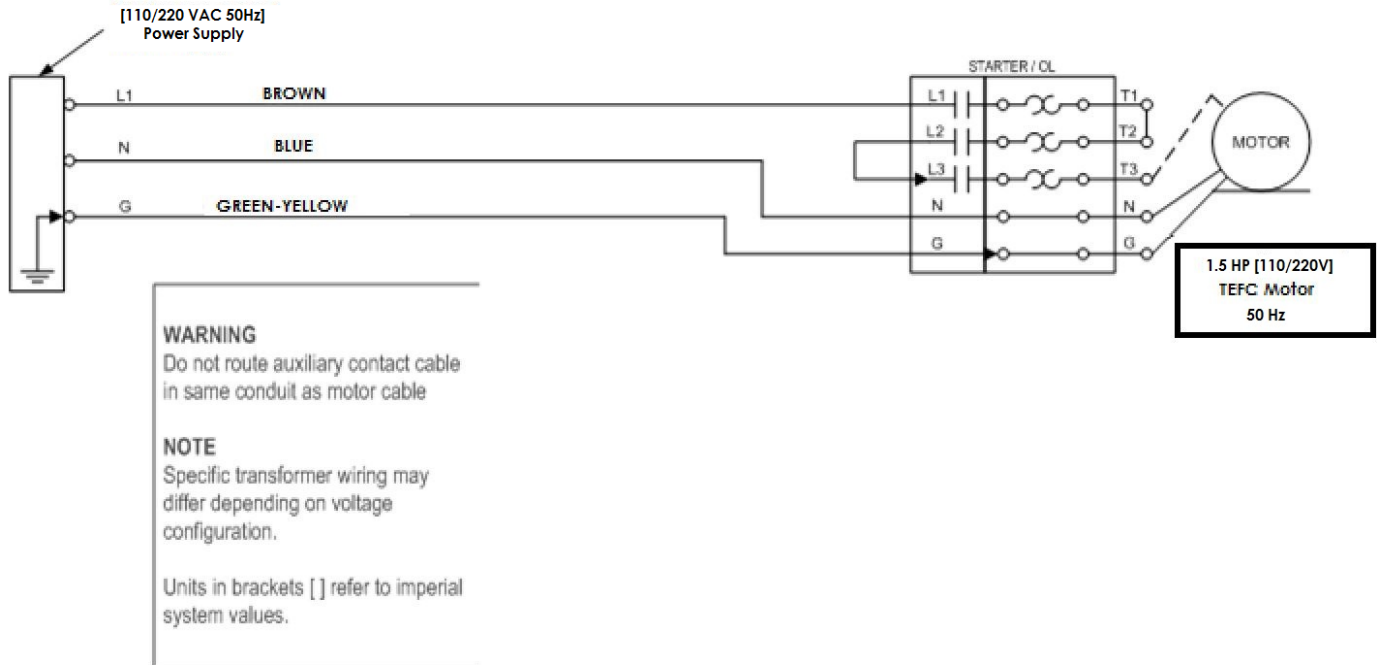 [110/220 VAC 50Hz]
Power Supply
STARTER / OL
L1
BROWN
L1
T1
N
BLUE
L2
T2
MOTOR
L3
T3
G
GREEN-YELLOW
N
N
G
G
1.5 HP [110/220V]
TEFC Motor
50 Hz
WARNING
Do not route auxiliary contact cable
in same conduit as motor cable
NOTE
Specific transformer wiring may
differ depending on voltage
configuration.
Units in brackets [ ] refer to imperial
system values.